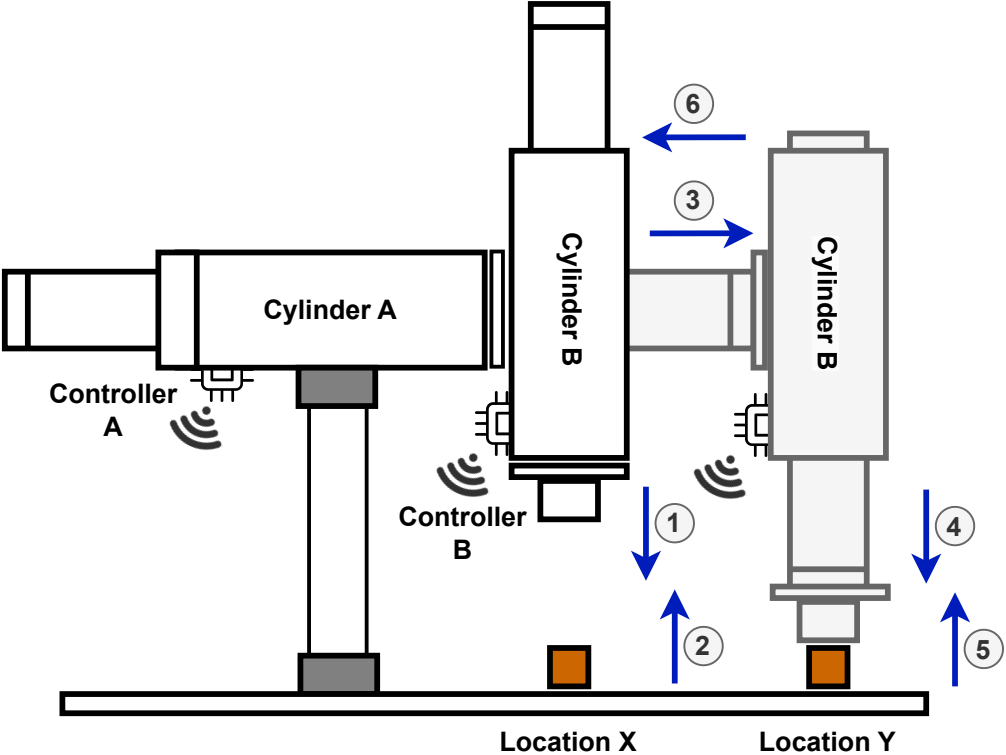 6
3
Cylinder A
Cylinder B
Cylinder B
Controller
A
Controller
B
1
4
2
5
Location X
Location Y